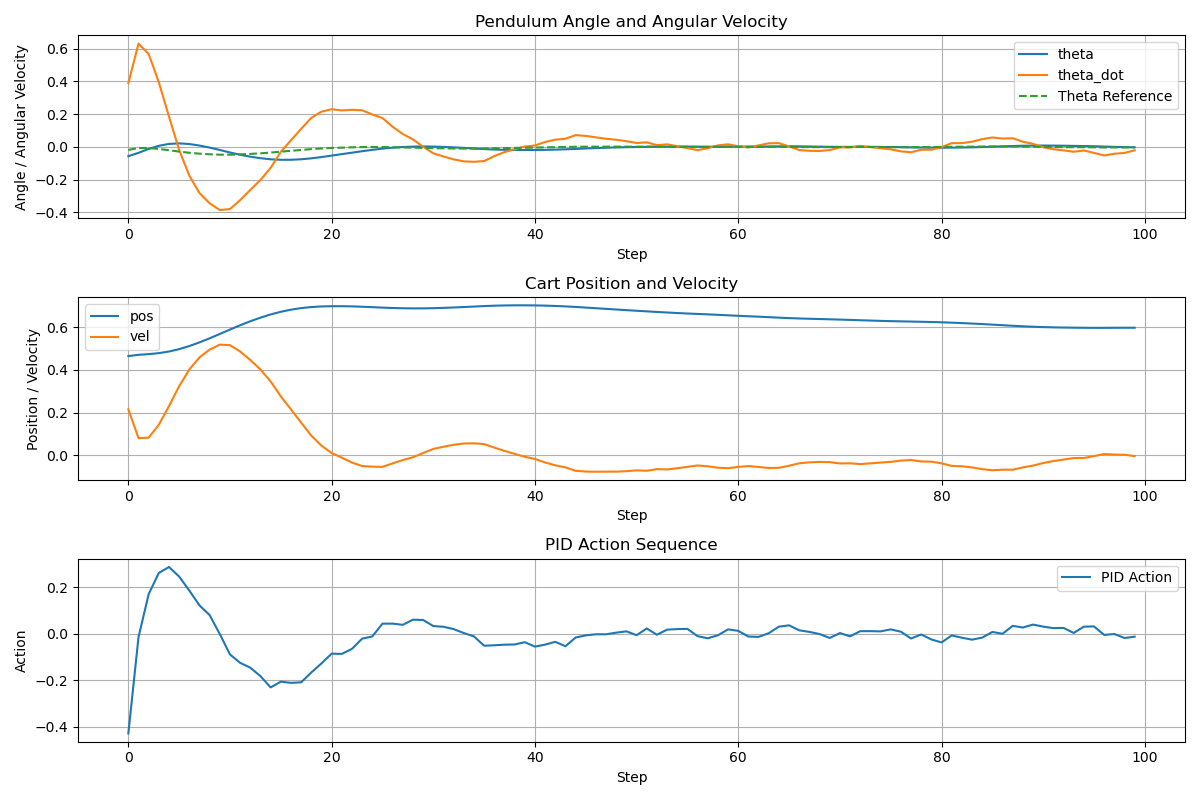 Pendulum Angle and Angular Velocity
Angle / Angular Velocity
0.6
0.4
0.2
0.0
−0.2
−0.4
theta
theta_dot
Theta Reference
0 20 40 60 80 100
Step
Cart Position and Velocity
Position / Velocity
0.6
0.4
0.2
0.0
pos
vel
0 20 40 60 80 100
Step
PID Action Sequence
Action
0.2
0.0
−0.2
−0.4
PID Action
0 20 40 60 80 100
Step